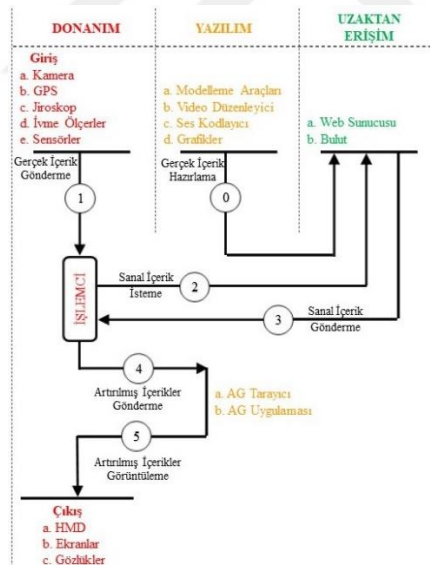 DONANIM
YAZILIM
UZAKTAN
ERİŞİM
Giriş
a. Kamera
b. GPS
c. Jiroskop
d. İvme Ölçerler
e. Sensörler
a. Modelleme Araçları
b. Video Düzenleyici
c. Ses Kodlayıcı
d. Grafikler
a. Web Sunucusu
b. Bulut
Gerçek İçerik
Gönderme
1
Gerçek İçerik
Hazırlama
0
İŞLEMCİ
Sanal İçerik
İsteme
2
3
Sanal İçerik
Gönderme
4
Artırılmış İçerikler
Gönderme
a. AG Tarayıcı
b. AG Uygulaması
5
Artırılmış İçerikler
Görüntüleme
Çıkış
a. HMD
b. Ekranlar
c. Gözlükler